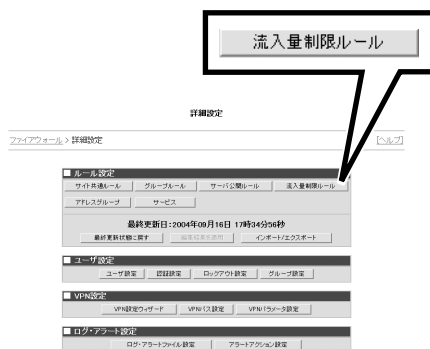 流入量制限ルール
詳細設定
ファイアウォール > 詳細設定
[ヘルプ]
■ ルール設定
サイト共通ルール グループルール サーバ公開ルール 流入量制限ルール
アドレスグループ サービス
最終更新日:2004年09月16日 17時34分56秒
最終更新状態に戻す 編集結果を適用 インポート/エクスポート
■ ユーザ設定
ユーザ設定 認証設定 ロックアウト設定 グループ設定
■ VPN設定
VPN設定ウィザード VPNパス設定 VPNパラメータ設定
■ ログ・アラート設定
ログ・アラートファイル設定 アラートアクション設定